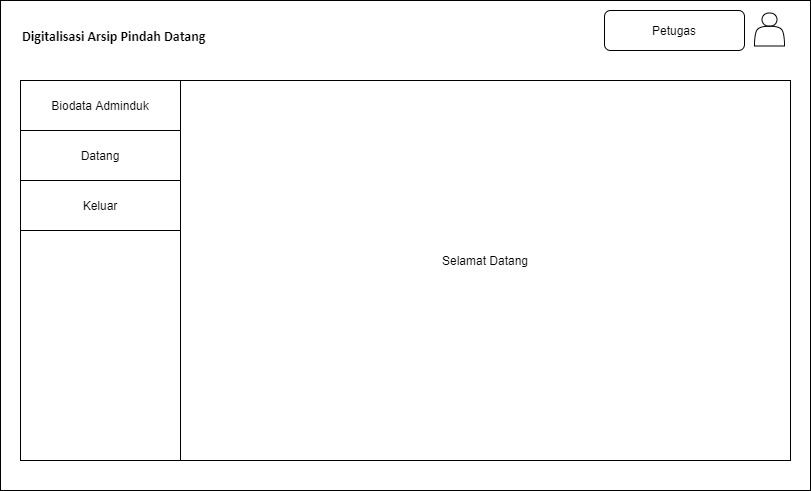 Digitalisasi Arsip Pindah Datang
Petugas
Biodata Adminduk
Datang
Keluar
Selamat Datang